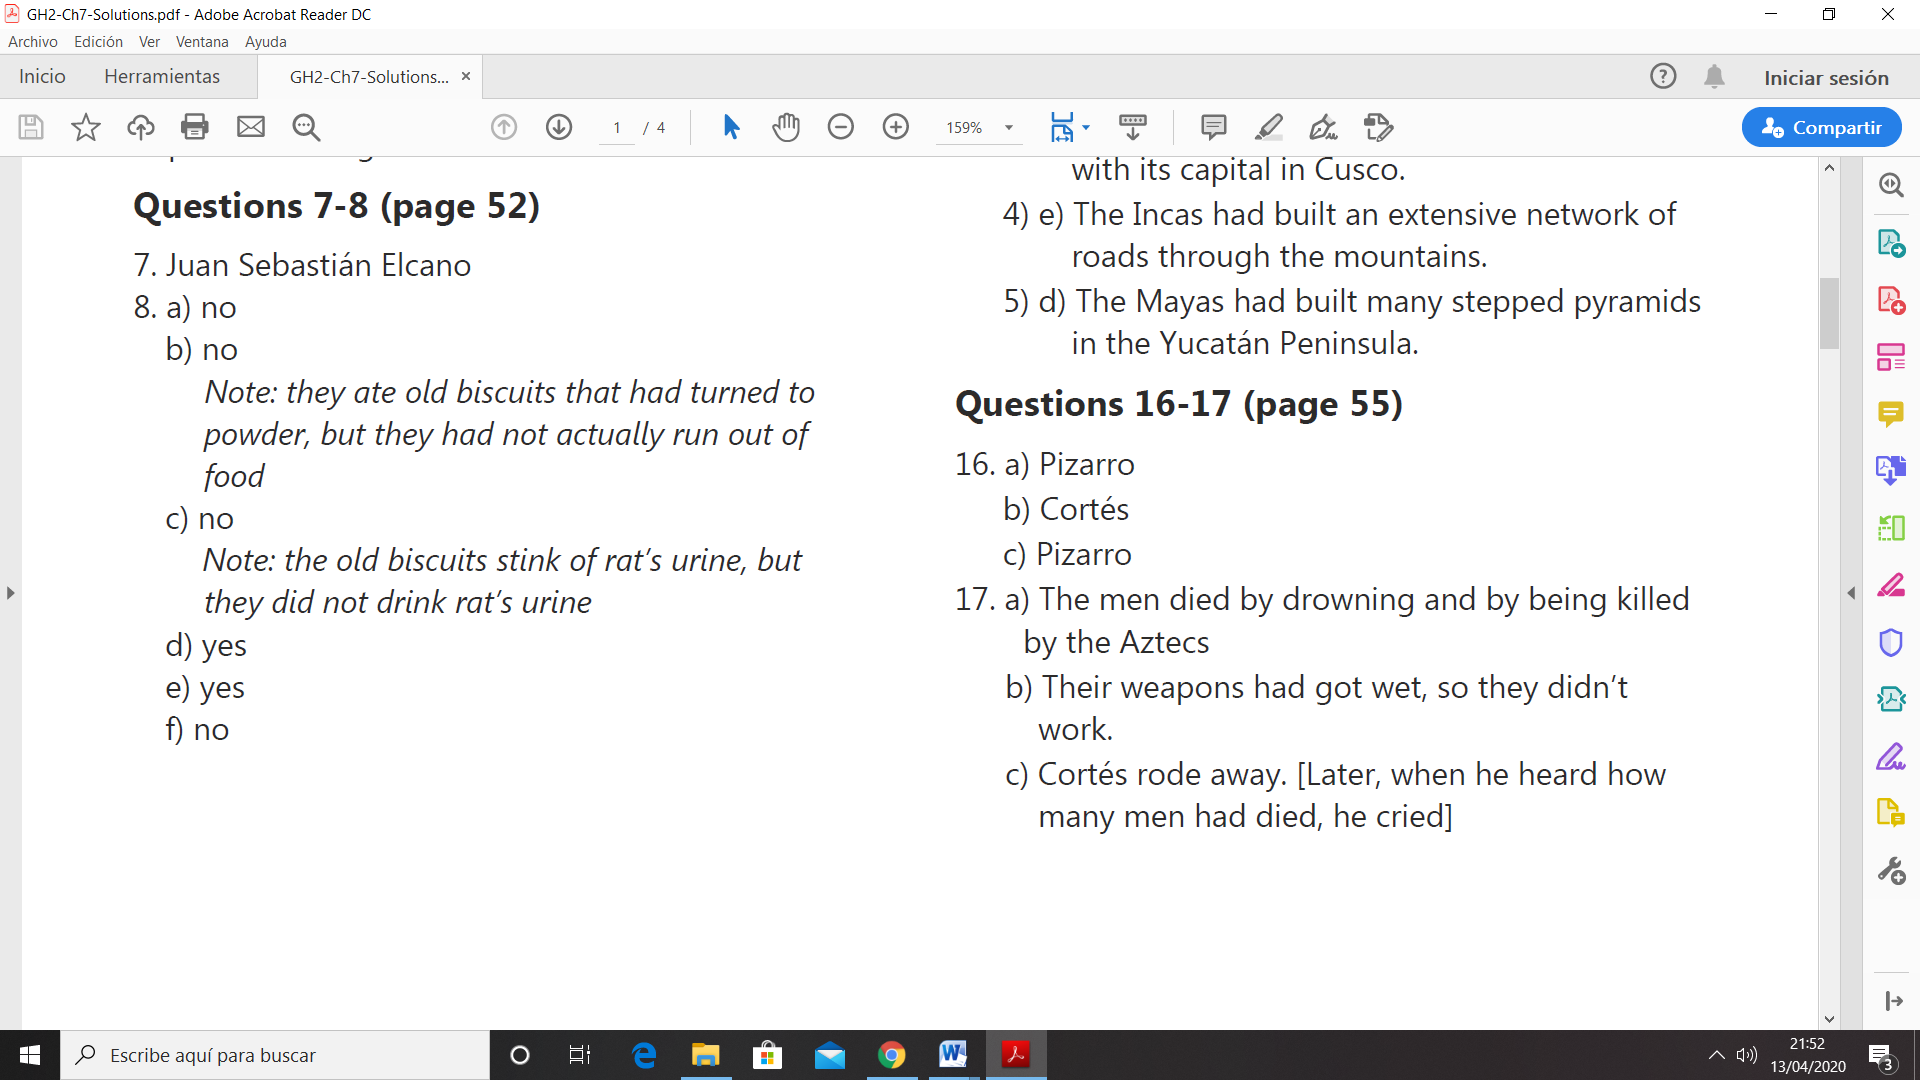 GH2-Ch7-Solutions.pdf - Adobe Acrobat Reader DC
Archivo Edición Ver Ventana Ayuda
Inicio Herramientas GH2-Ch7-Solutions... × Iniciar sesión
1 / 4 159% Compartir
Questions 7-8 (page 52)
7. Juan Sebastián Elcano
8. a) no
b) no
Note: they ate old biscuits that had turned to
powder, but they had not actually run out of
food
c) no
Note: the old biscuits stink of rat's urine, but
they did not drink rat's urine
d) yes
e) yes
f) no
with its capital in Cusco.
4) e) The Incas had built an extensive network of
roads through the mountains.
5) d) The Mayas had built many stepped pyramids
in the Yucatán Peninsula.
Questions 16-17 (page 55)
16. a) Pizarro
b) Cortés
c) Pizarro
17. a) The men died by drowning and by being killed
by the Aztecs
b) Their weapons had got wet, so they didn't
work.
c) Cortés rode away. [Later, when he heard how
many men had died, he cried]
Escribe aquí para buscar
21:52
13/04/2020
3